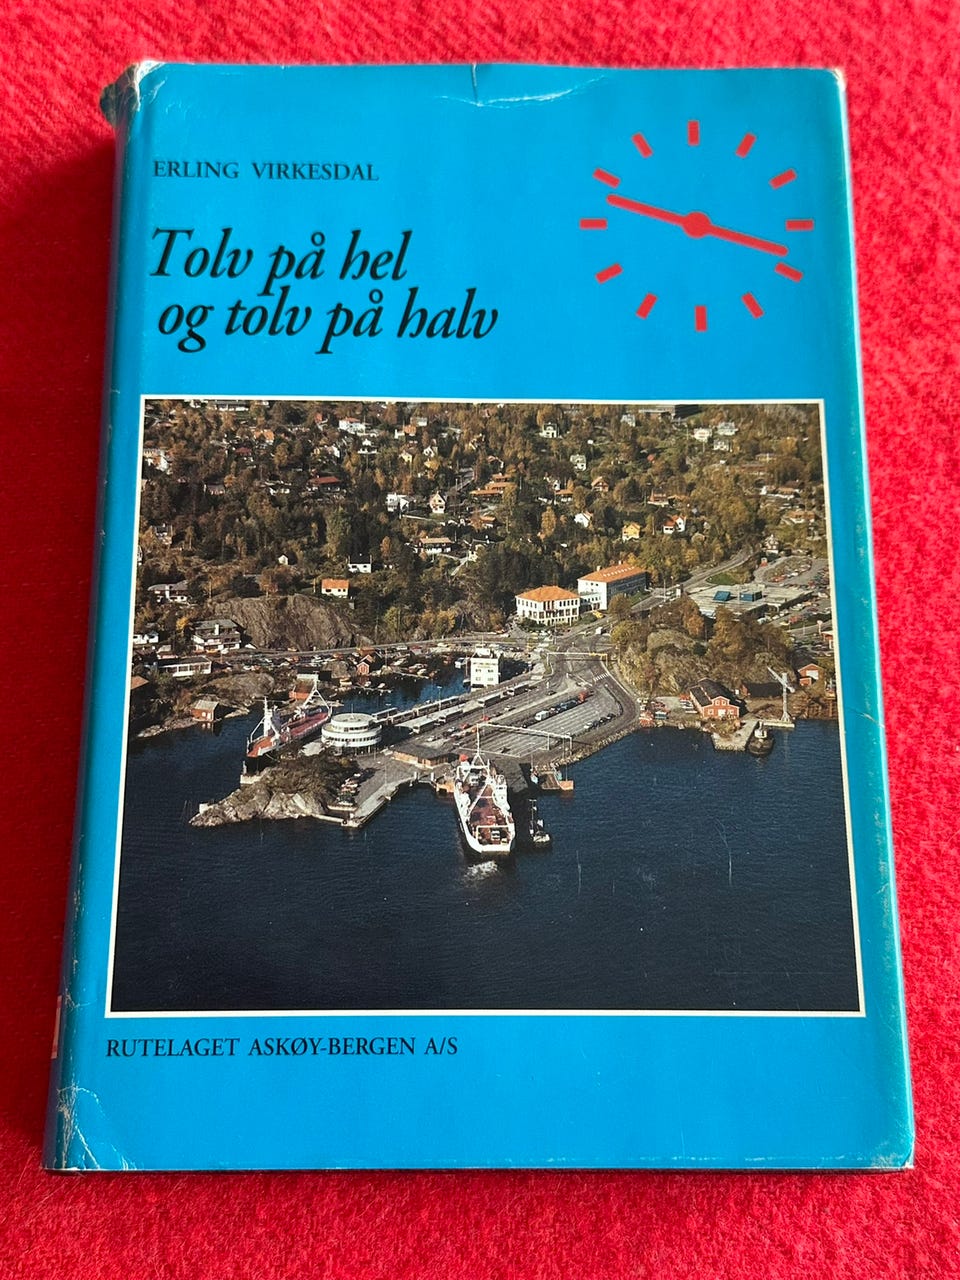 ERLING VIRKESDAL
Tolv på hel
og tolv på halv
RUTELAGET ASKØY-BERGEN A/S